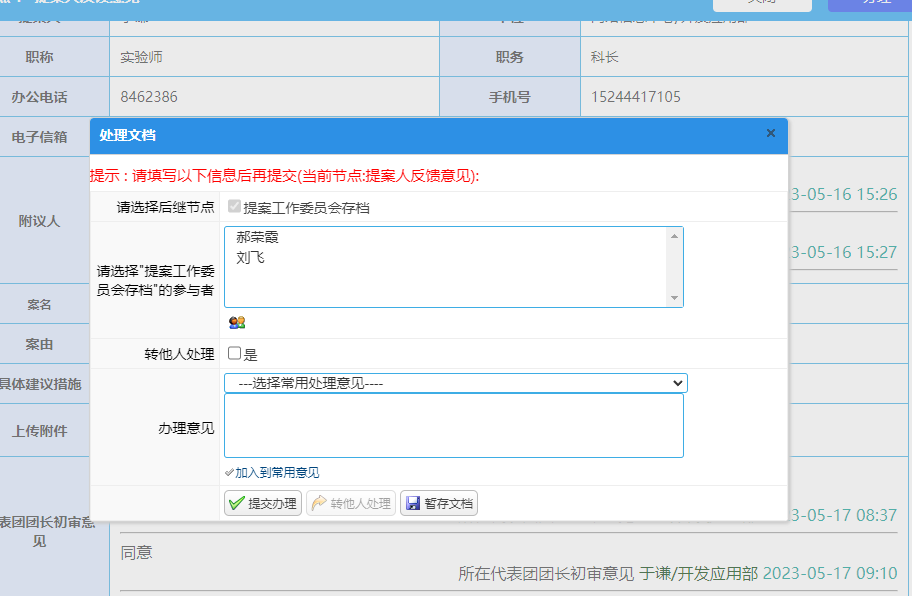 职称 实验师 职务 科长
办公电话 8462386 手机号 15244417105
电子信箱
处理文档 ×
提示 : 请填写以下信息后再提交(当前节点:提案人反馈意见):
3-05-16 15:26
请选择后继节点 提案工作委员会存档
附议人
郝荣霞
刘飞
3-05-16 15:27
请选择"提案工作委
员会存档"的参与者
案名
案由
转他人处理 是
具体建议措施
---选择常用处理意见----
上传附件
办理意见
加入到常用意见
提交办理 转他人处理 暂存文档
3-05-17 08:37
表团团长初审意
见
同意
所在代表团团长初审意见 于谦/开发应用部 2023-05-17 09:10